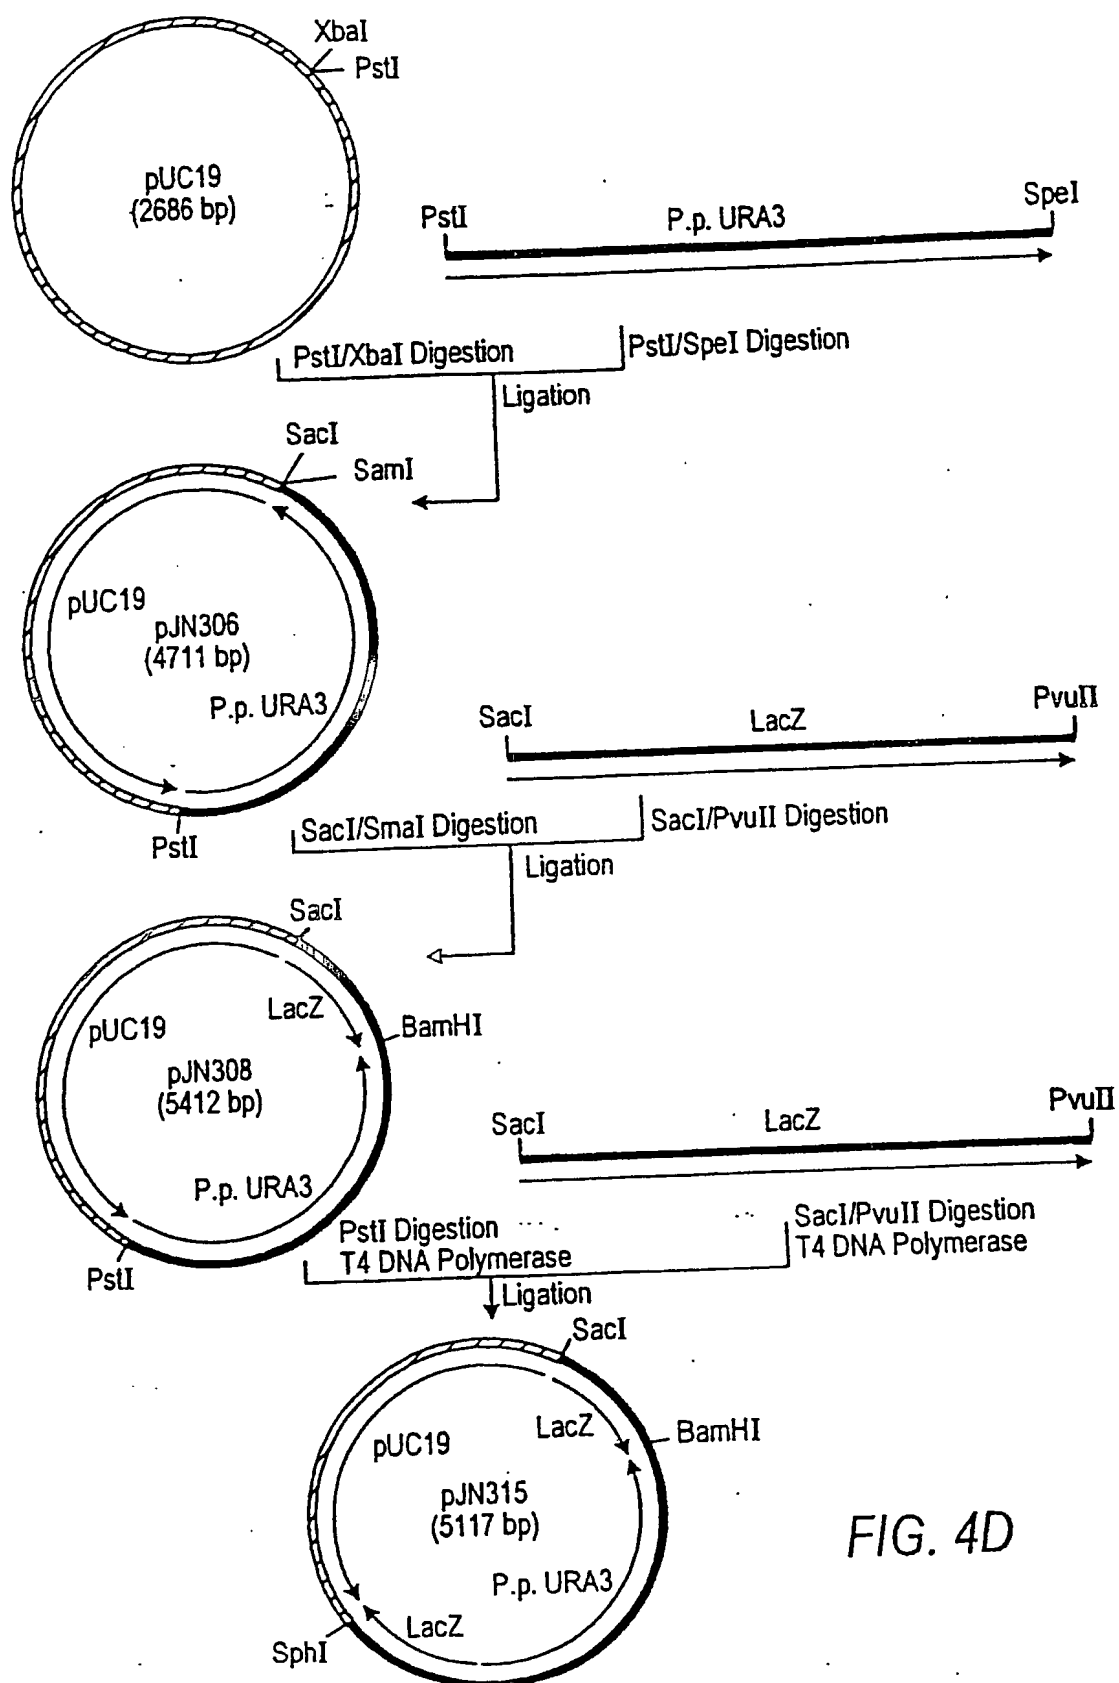 XbaI
PstI
pUC19
(2686 bp)
PstI
P.p. URA3
SpeI
PstI/XbaI Digestion
PstI/SpeI Digestion
Ligation
SacI
SamI
pUC19
pJN306
(4711 bp)
P.p. URA3
PstI
SacI
LacZ
PvuII
SacI/SmaI Digestion
SacI/PvuII Digestion
Ligation
SacI
LacZ
BamHI
pUC19
pJN308
(5412 bp)
P.p. URA3
PstI
SacI
LacZ
PvuII
PstI Digestion
T4 DNA Polymerase
SacI/PvuII Digestion
T4 DNA Polymerase
Ligation
SacI
LacZ
BamHI
pUC19
pJN315
(5117 bp)
P.p. URA3
LacZ
SphI
FIG. 4D